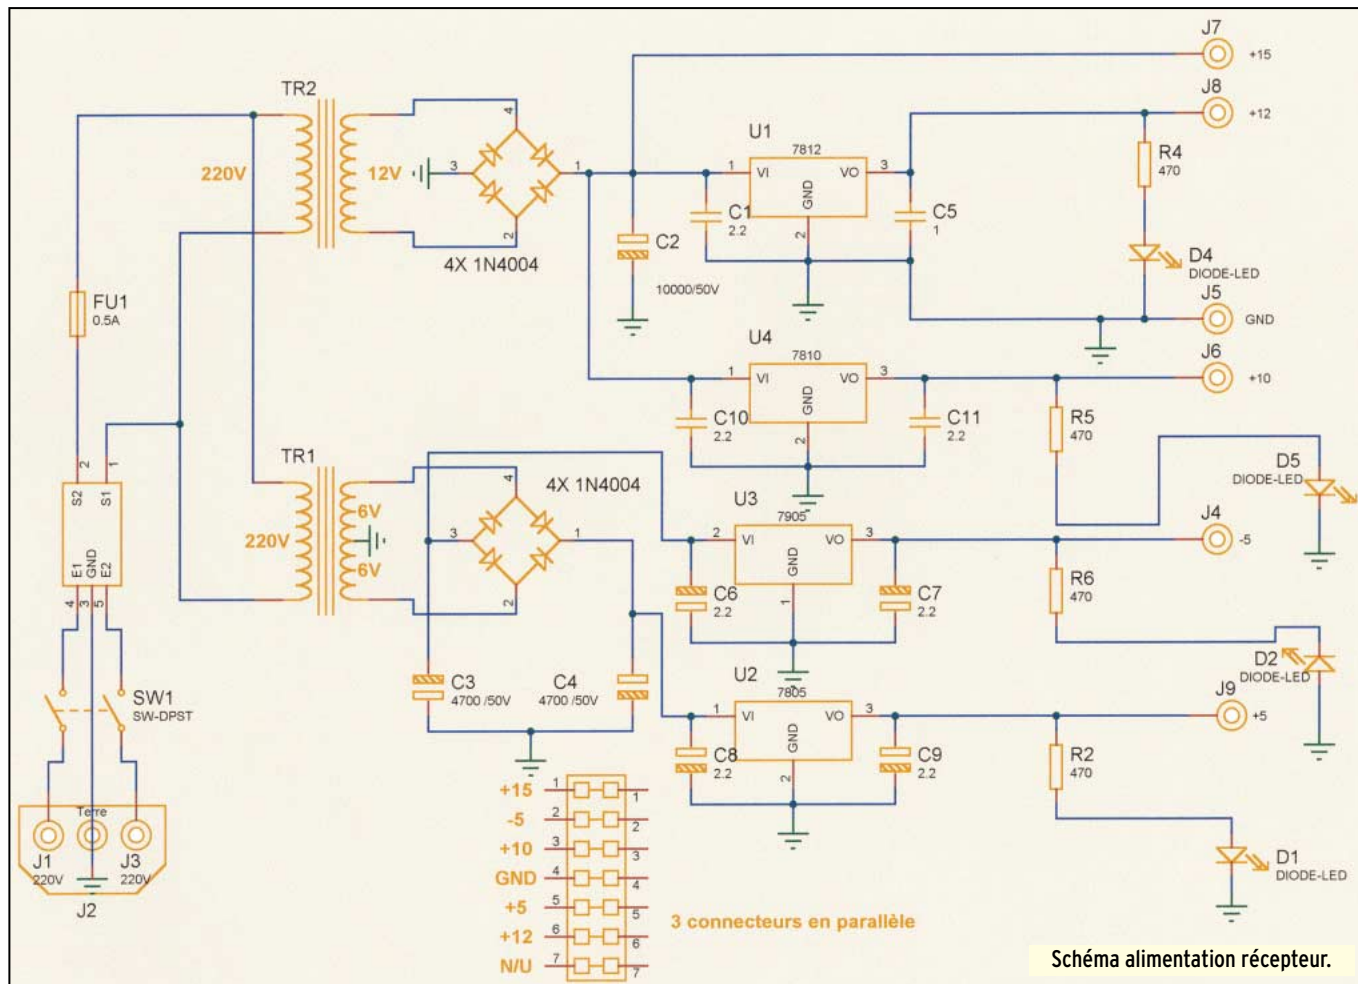 J7
+15
J8
+12
TR2
220V
12V
4
3
1
2
4X 1N4004
U1
7812
1
VI
VO
3
GND
2
C1
2.2
C5
1
C2
10000/50V
R4
470
D4
DIODE-LED
J5
GND
J6
+10
FU1
0.5A
U4
7810
1
VI
VO
3
GND
2
C10
2.2
C11
2.2
R5
470
D5
DIODE-LED
2
1
S2
S1
E1
GND
E2
4
3
5
TR1
220V
6V
6V
4
3
1
2
4X 1N4004
U3
7905
2
VI
VO
3
GND
1
C6
2.2
C7
2.2
J4
-5
R6
470
D2
DIODE-LED
C3
4700 /50V
C4
4700 /50V
U2
7805
1
VI
VO
3
GND
2
C8
2.2
C9
2.2
J9
+5
R2
470
D1
DIODE-LED
SW1
SW-DPST
Terre
J1
220V
J3
220V
J2
+15 1 1
-5 2 2
+10 3 3
GND 4 4
+5 5 5
+12 6 6
N/U 7 7
3 connecteurs en parallèle
Schéma alimentation récepteur.